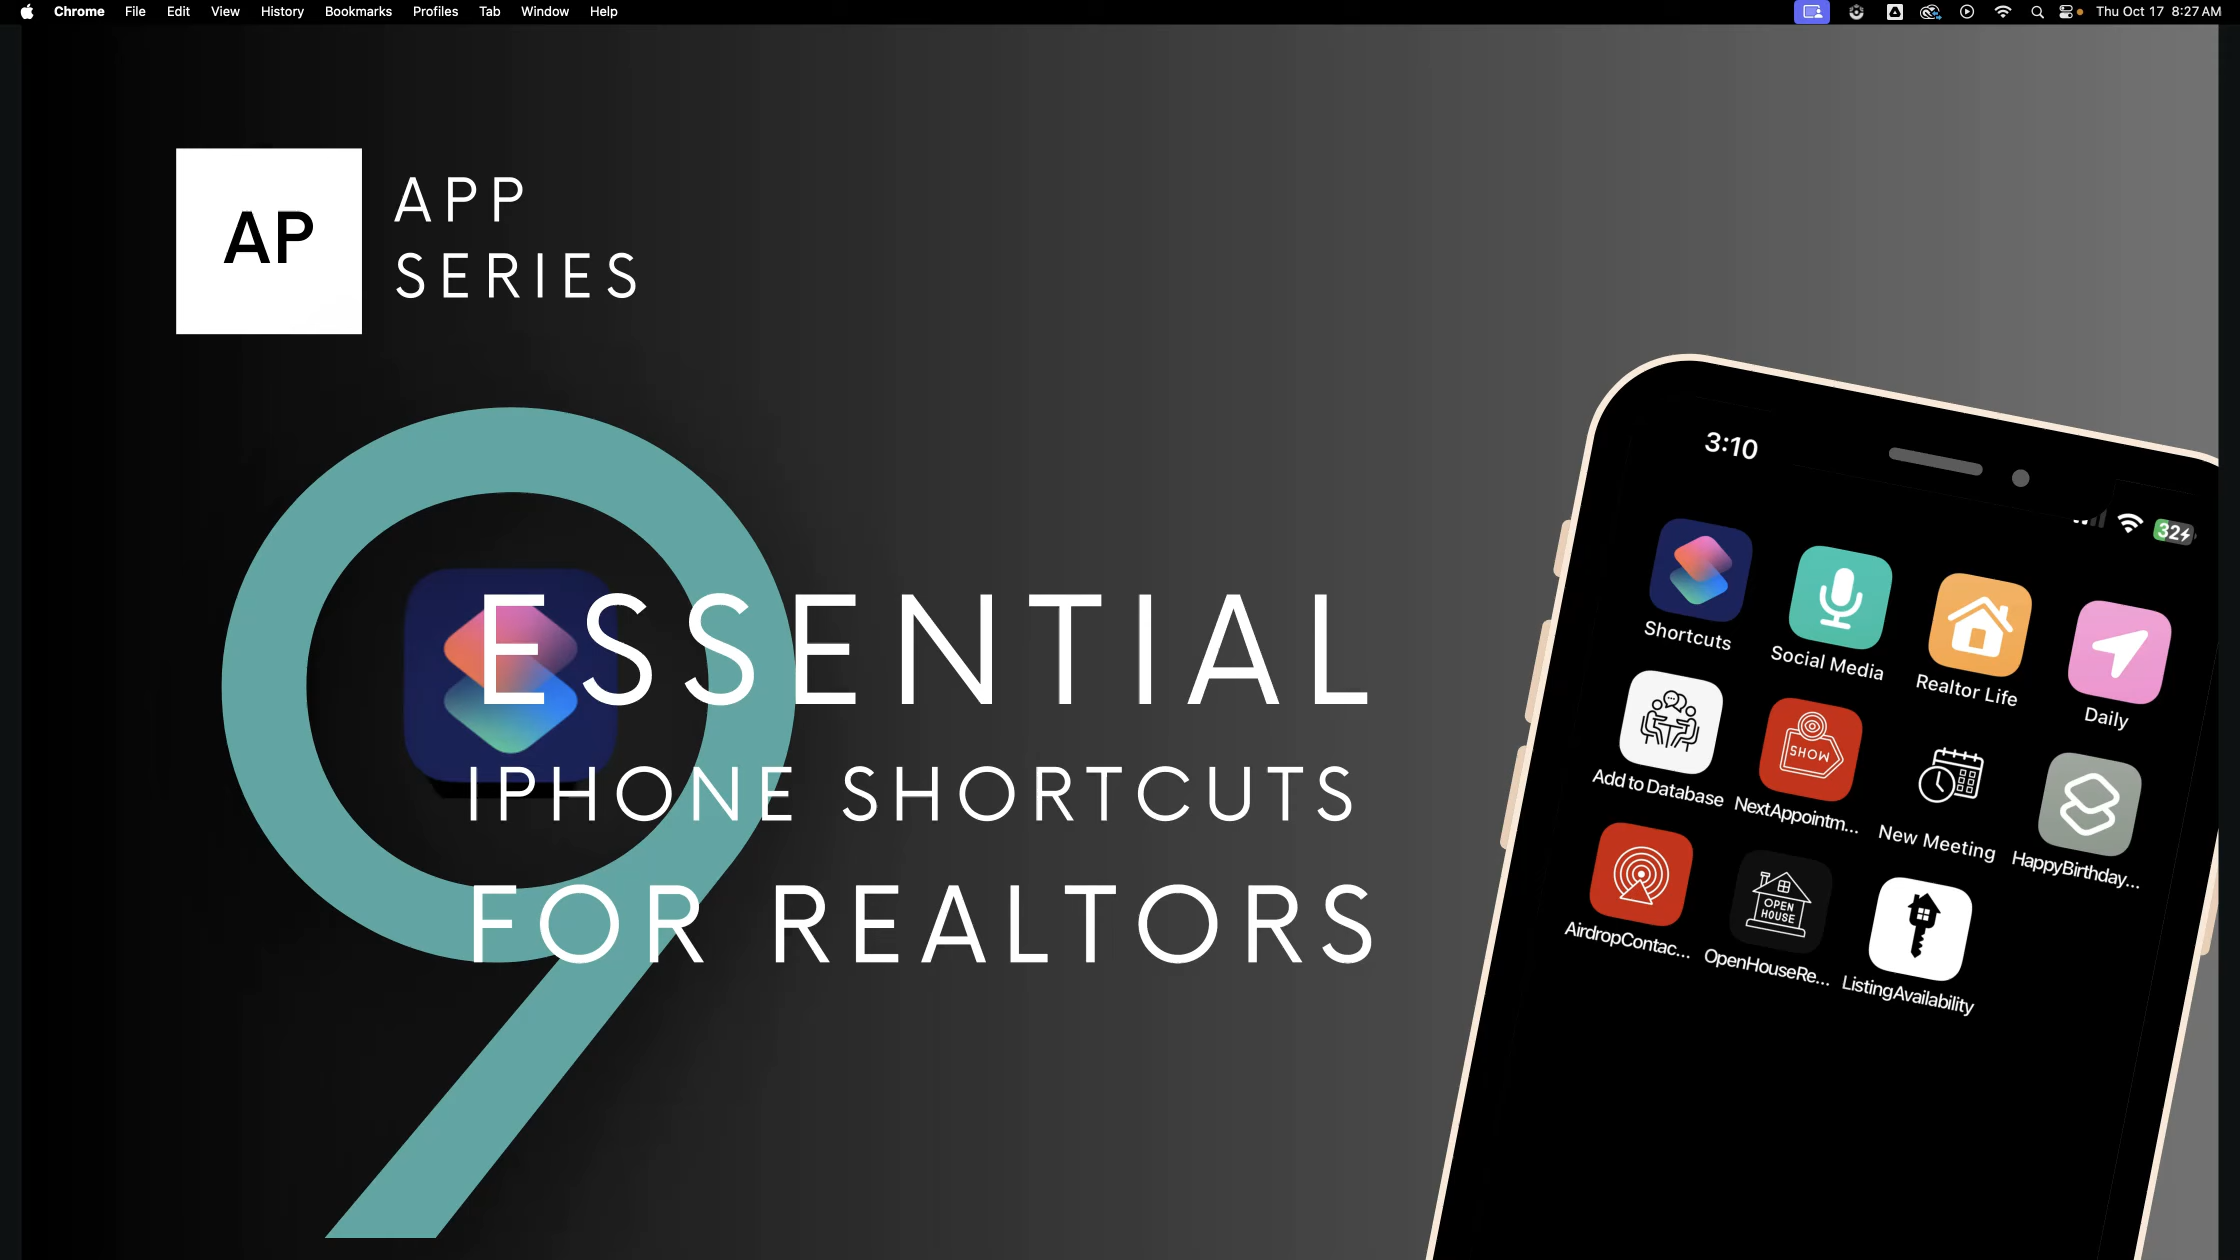 Chrome File Edit View History Bookmarks Profiles Tab Window Help
Thu Oct 17 8:27 AM
AP
APP
SERIES
9
ESSENTIAL
IPHONE SHORTCUTS
FOR REALTORS
3:10
32
Shortcuts
Social Media
Realtor Life
Daily
SHOW
Add to Database
NextAppointm...
New Meeting
HappyBirthday...
OPEN
HOUSE
AirdropContac...
OpenHouseRe...
ListingAvailability